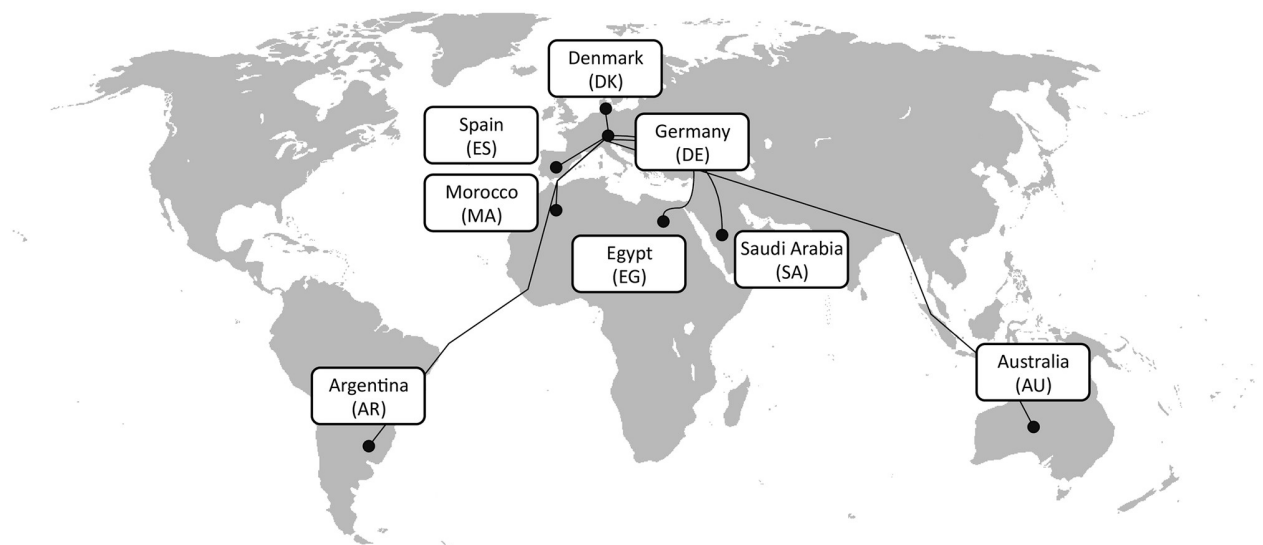 Denmark
(DK)
Spain
(ES)
Germany
(DE)
Morocco
(MA)
Egypt
(EG)
Saudi Arabia
(SA)
Argentina
(AR)
Australia
(AU)